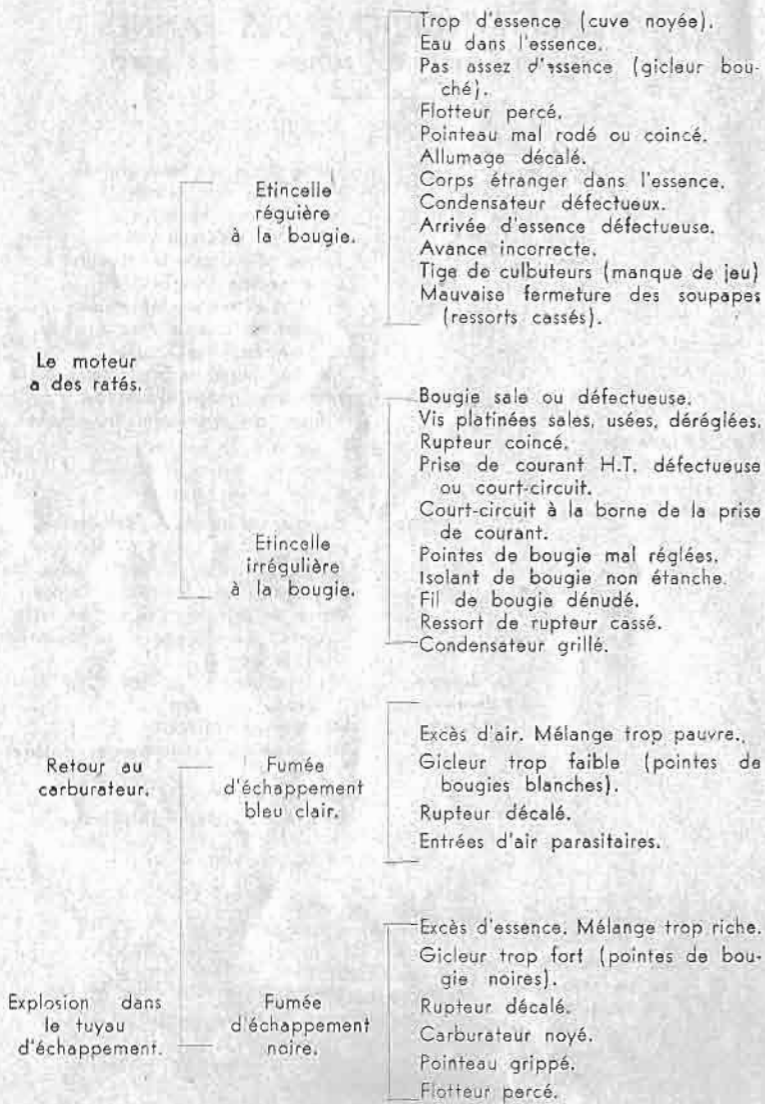 Le moteur
a des ratés.
Etincelle
réguière
à la bougie.
Trop d'essence (cuve noyée).
Eau dans l'essence.
Pas assez d'essence (gicleur bou-
ché).
Flotteur percé.
Pointeau mal rodé ou coincé.
Allumage décalé.
Corps étranger dans l'essence.
Condensateur défectueux.
Arrivée d'essence défectueuse.
Avance incorrecte.
Tige de culbuteurs (manque de jeu)
Mauvaise fermeture des soupapes
(ressorts cassés).
Etincelle
irrégulière
à la bougie.
Bougie sale ou défectueuse.
Vis platinées sales, usées, déréglées.
Rupteur coincé.
Prise de courant H.T. défectueuse
ou court-circuit.
Court-circuit à la borne de la prise
de courant.
Pointes de bougie mal réglées.
Isolant de bougie non étanche.
Fil de bougie dénudé.
Ressort de rupteur cassé.
Condensateur grillé.
Retour au
carburateur.
Fumée
d'échappement
bleu clair.
Excès d'air. Mélange trop pauvre..
Gicleur trop faible (pointes de
bougies blanches).
Rupteur décalé.
Entrées d'air parasitaires.
Explosion dans
le tuyau
d'échappement.
Fumée
d'échappement
noire.
Excès d'essence. Mélange trop riche.
Gicleur trop fort (pointes de bou-
gie noires).
Rupteur décalé.
Carburateur noyé.
Pointeau grippé.
Flotteur percé.